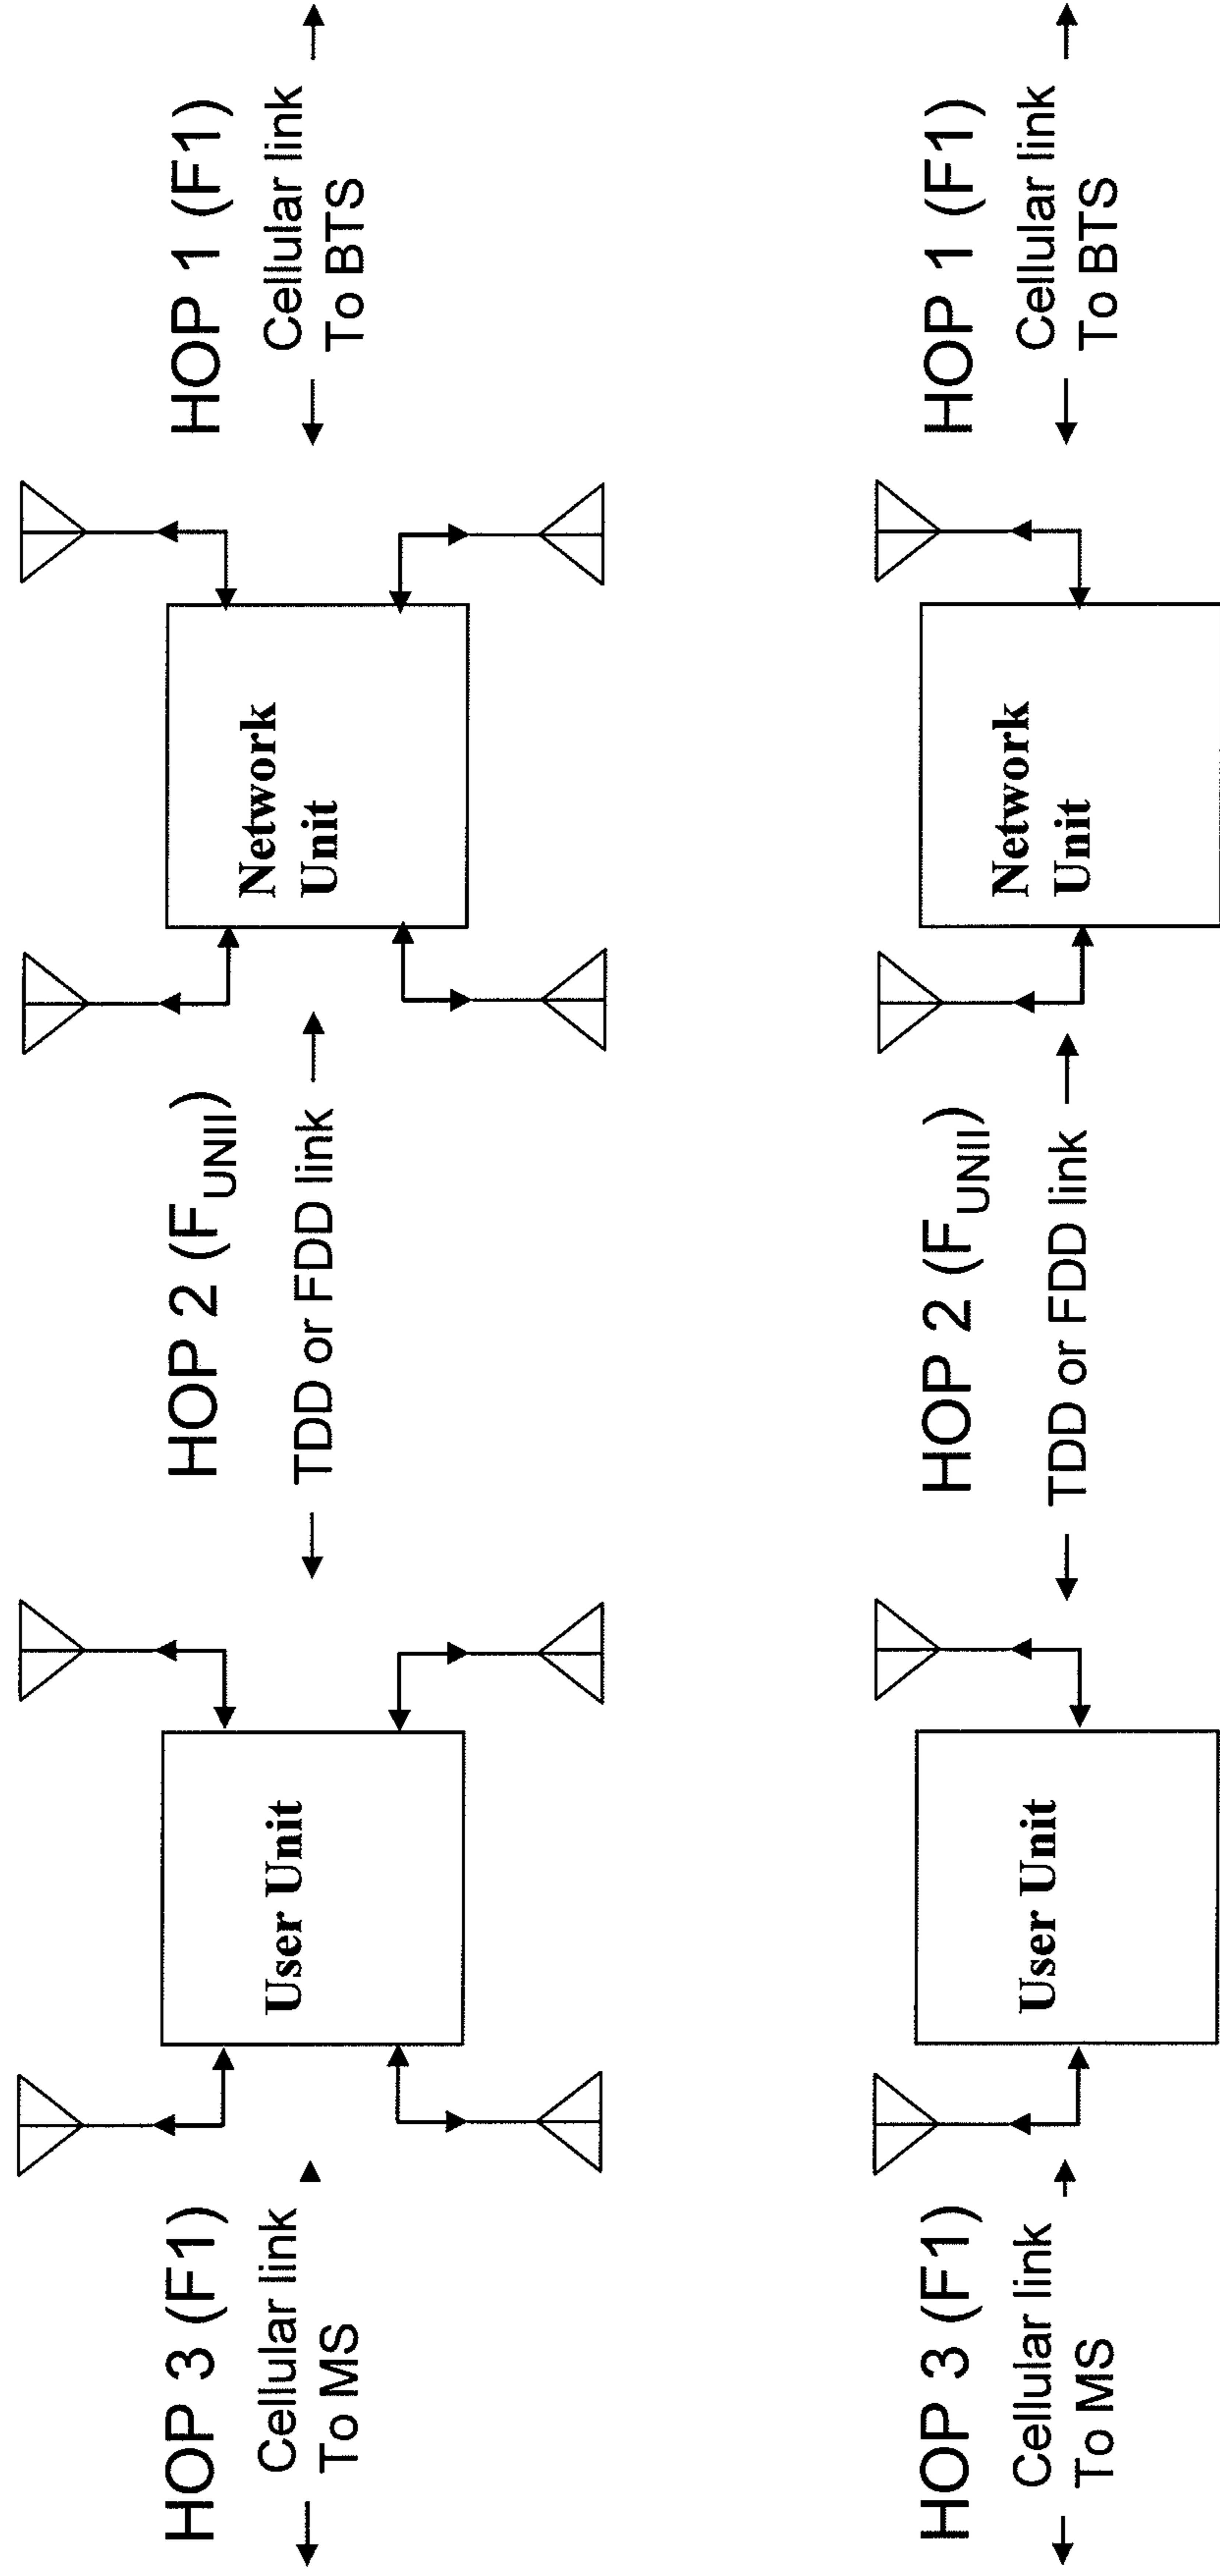 HOP 3 (F1)
Cellular link
To MS
User Unit
HOP 2 (FUNII)
TDD or FDD link
Network
Unit
HOP 1 (F1)
Cellular link
To BTS
HOP 3 (F1)
Cellular link
To MS
User Unit
HOP 2 (FUNII)
TDD or FDD link
Network
Unit
HOP 1 (F1)
Cellular link
To BTS